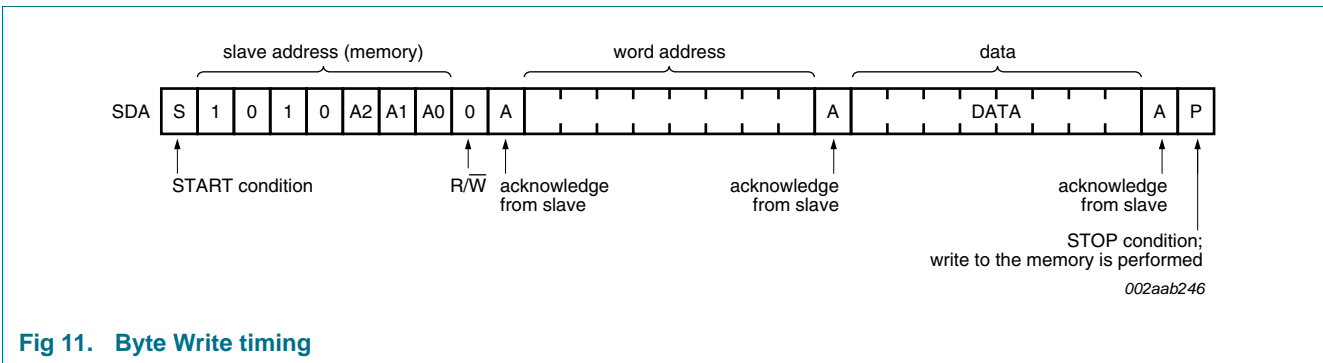 slave address (memory) word address data
SDA S 1 0 1 0 A2 A1 A0 0 A A DATA A P
START condition R/W̅ acknowledge from slave acknowledge from slave acknowledge from slave
STOP condition;
write to the memory is performed
002aab246
Fig 11. Byte Write timing